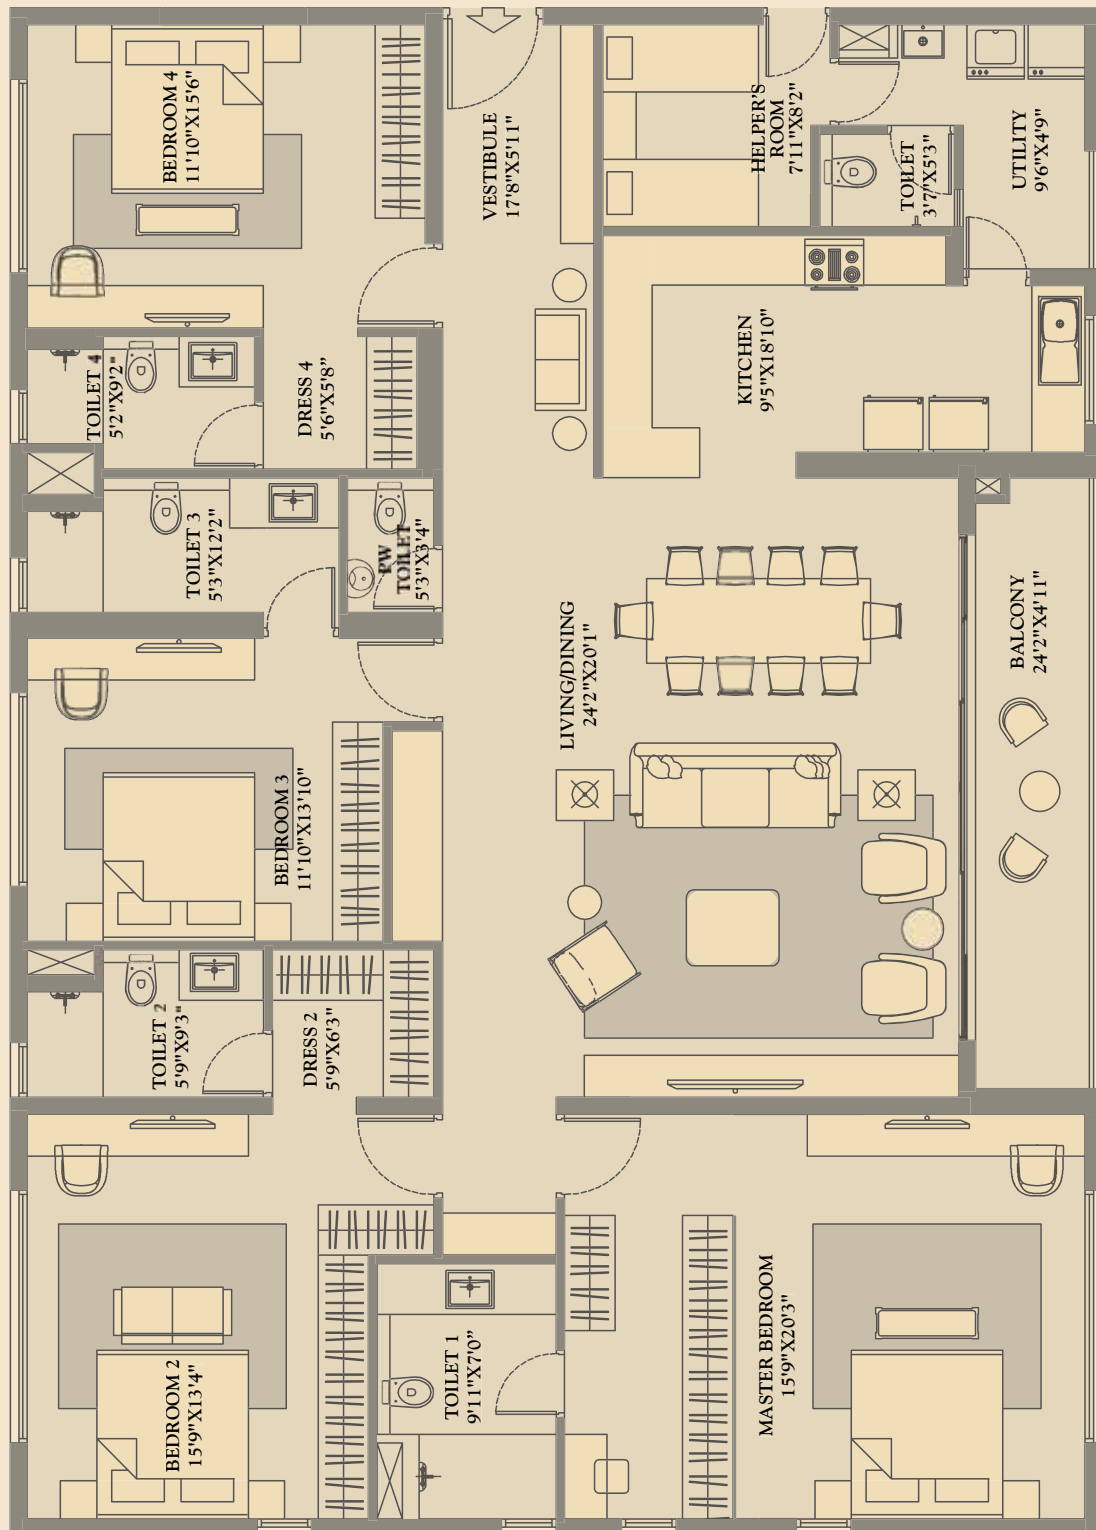 BEDROOM 4
11'10"X15'6"
VESTIBULE
17'8"X5'11"
HELPER'S
ROOM
7'11"X8'2"
TOILET
3'7"X5'3"
UTILITY
9'6"X4'9"
TOILET 4
5'2"X9'2"
DRESS 4
5'6"X5'8"
KITCHEN
9'5"X18'10"
TOILET 3
5'3"X12'2"
PW
TOILET
5'3"X3'4"
LIVING/DINING
24'2"X20'1"
BALCONY
24'2"X4'11"
BEDROOM 3
11'10"X13'10"
TOILET 2
5'9"X9'3"
DRESS 2
5'9"X6'3"
BEDROOM 2
15'9"X13'4"
TOILET 1
9'11"X7'0"
MASTER BEDROOM
15'9"X20'3"